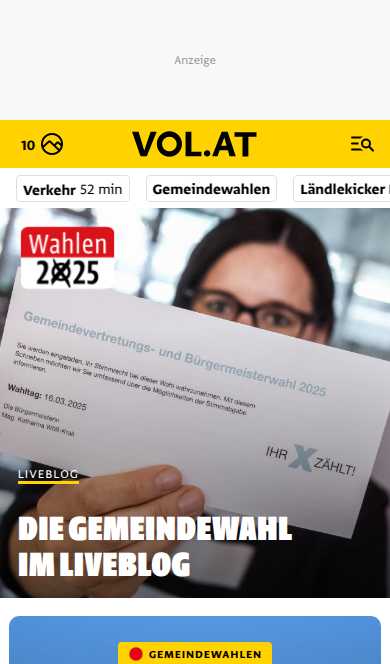 Anzeige
10
VOL.AT
Verkehr 52 min
Gemeindewahlen
Ländlekicker
Wahlen
2025
Gemeindevertretungs- und Bürgermeisterwahl 2025
Sie werden eingeladen, Ihr Stimmrecht bei dieser Wahl wahrzunehmen. Mit diesem
Schreiben möchten wir Sie umfassend über die Möglichkeiten der Stimmabgabe
informieren.
Wahltag: 16.03.2025
Die Bürgermeisterin
Mag. Katharina Wöß-Krall
IHR X ZÄHLT!
LIVEBLOG
DIE GEMEINDEWAHL
IM LIVEBLOG
GEMEINDEWAHLEN